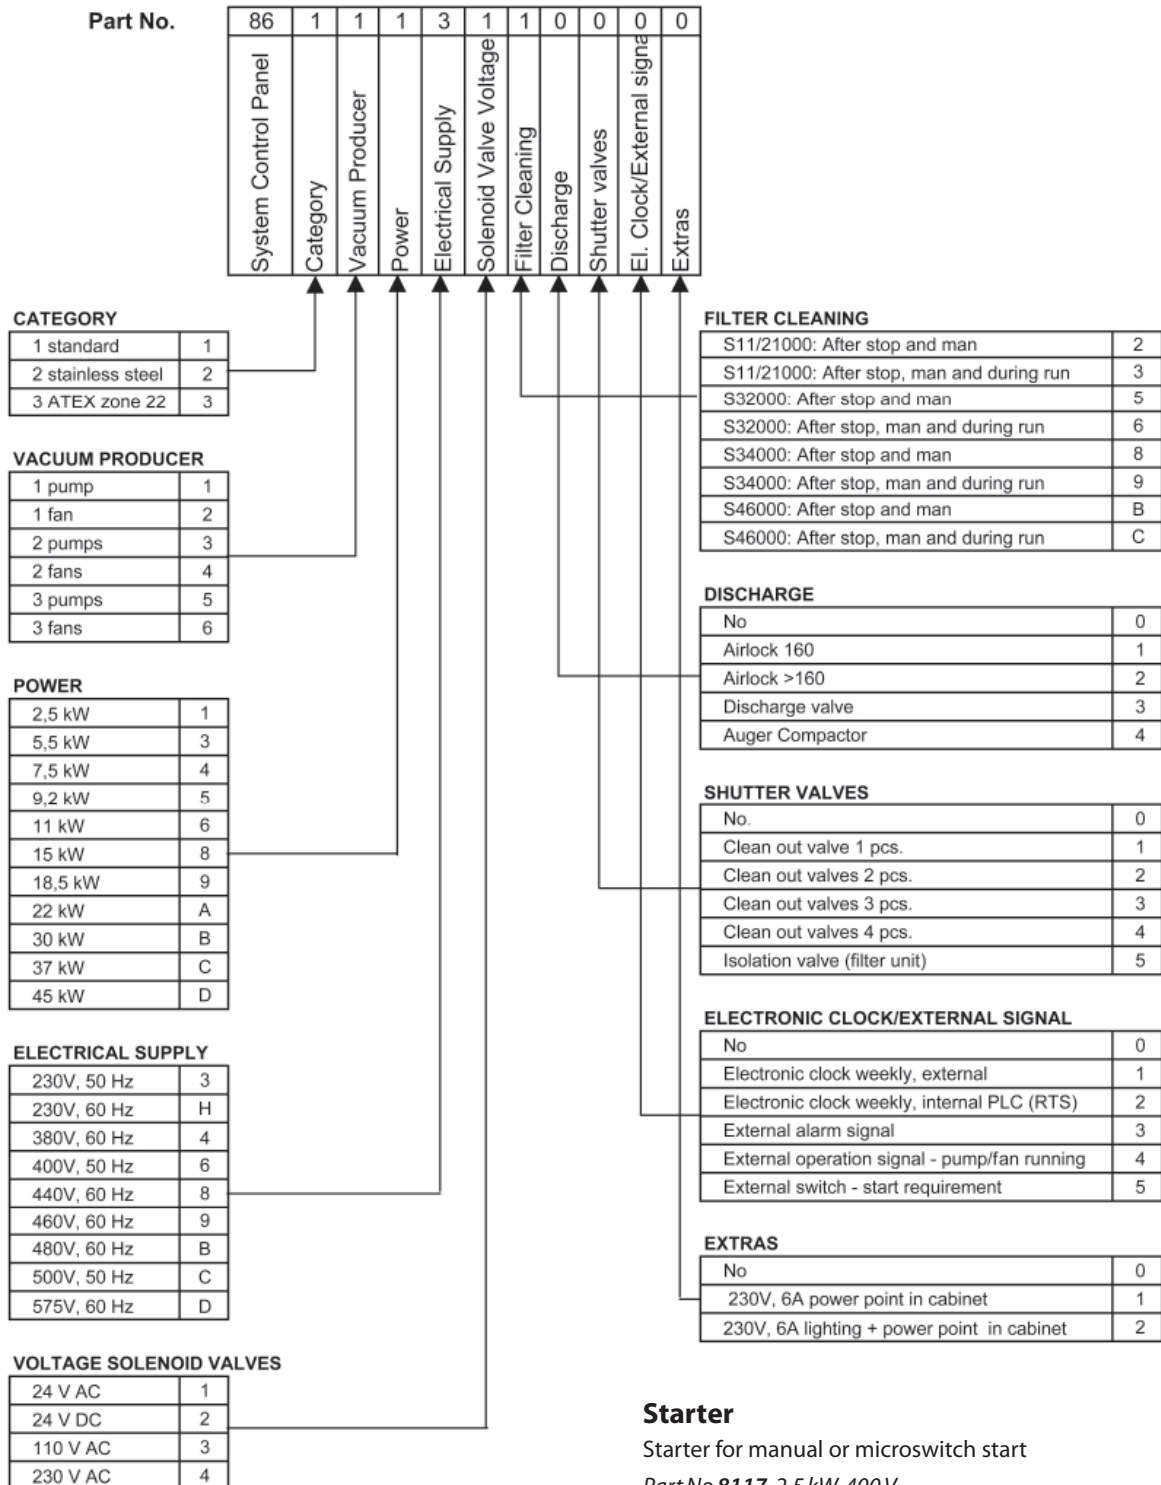 Part No. 86 1 1 1 3 1 1 0 0 0 0
System Control Panel
Category
Vacuum Producer
Power
Electrical Supply
Solenoid Valve Voltage
Filter Cleaning
Discharge
Shutter valves
El. Clock/External signa
Extras
CATEGORY
1 standard 1
2 stainless steel 2
3 ATEX zone 22 3
VACUUM PRODUCER
1 pump 1
1 fan 2
2 pumps 3
2 fans 4
3 pumps 5
3 fans 6
POWER
2,5 kW 1
5,5 kW 3
7,5 kW 4
9,2 kW 5
11 kW 6
15 kW 8
18,5 kW 9
22 kW A
30 kW B
37 kW C
45 kW D
ELECTRICAL SUPPLY
230V, 50 Hz 3
230V, 60 Hz H
380V, 60 Hz 4
400V, 50 Hz 6
440V, 60 Hz 8
460V, 60 Hz 9
480V, 60 Hz B
500V, 50 Hz C
575V, 60 Hz D
VOLTAGE SOLENOID VALVES
24 V AC 1
24 V DC 2
110 V AC 3
230 V AC 4
FILTER CLEANING
S11/21000: After stop and man 2
S11/21000: After stop, man and during run 3
S32000: After stop and man 5
S32000: After stop, man and during run 6
S34000: After stop and man 8
S34000: After stop, man and during run 9
S46000: After stop and man B
S46000: After stop, man and during run C
DISCHARGE
No 0
Airlock 160 1
Airlock >160 2
Discharge valve 3
Auger Compactor 4
SHUTTER VALVES
No. 0
Clean out valve 1 pcs. 1
Clean out valves 2 pcs. 2
Clean out valves 3 pcs. 3
Clean out valves 4 pcs. 4
Isolation valve (filter unit) 5
ELECTRONIC CLOCK/EXTERNAL SIGNAL
No 0
Electronic clock weekly, external 1
Electronic clock weekly, internal PLC (RTS) 2
External alarm signal 3
External operation signal - pump/fan running 4
External switch - start requirement 5
EXTRAS
No 0
230V, 6A power point in cabinet 1
230V, 6A lighting + power point in cabinet 2
Starter
Starter for manual or microswitch start
Part No 8117, 2,5 kW, 400 V